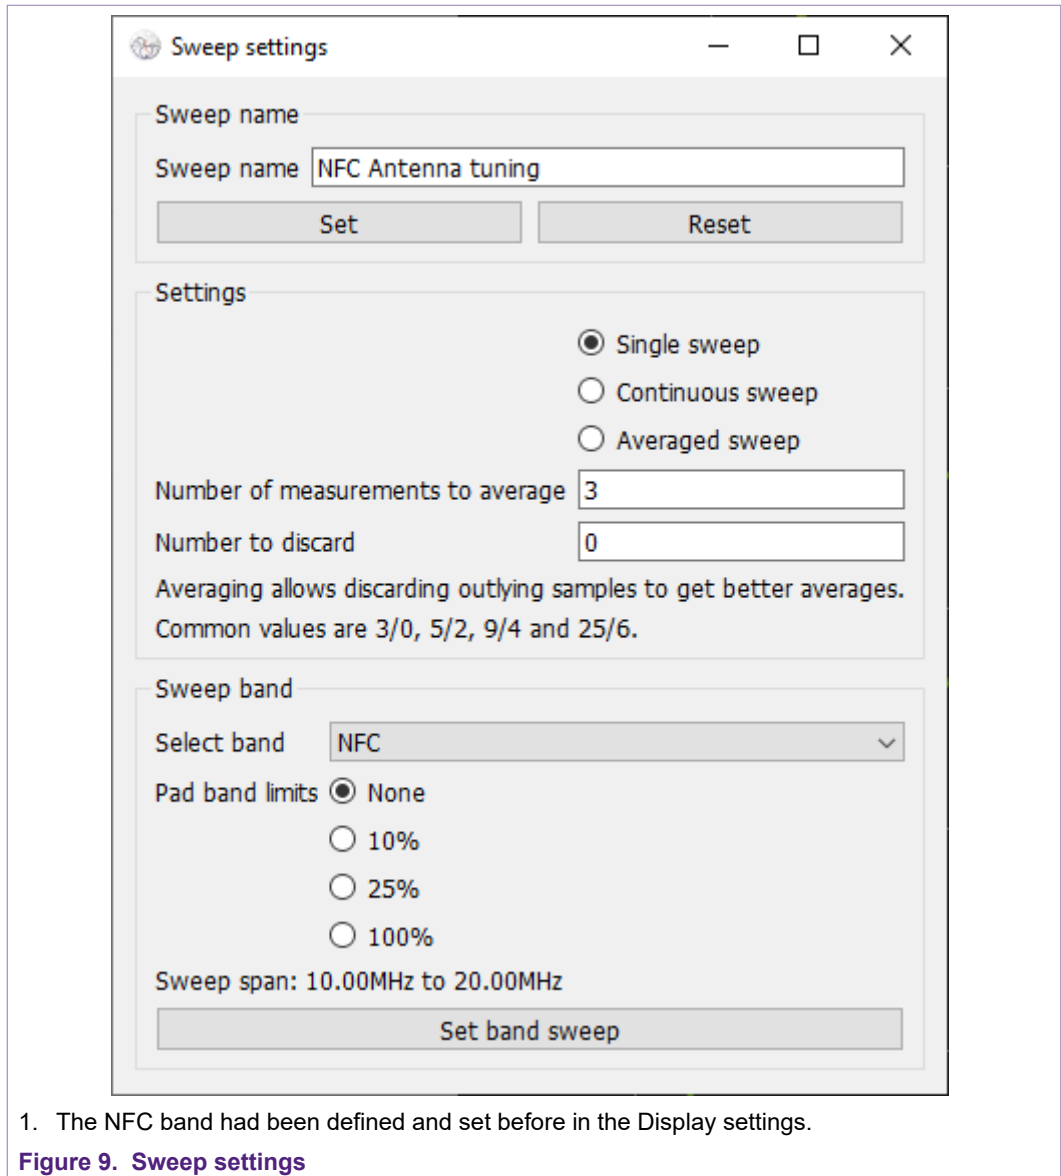 Sweep settings
Sweep name
Sweep name NFC Antenna tuning
Set Reset
Settings
Single sweep
Continuous sweep
Averaged sweep
Number of measurements to average 3
Number to discard 0
Averaging allows discarding outlying samples to get better averages.
Common values are 3/0, 5/2, 9/4 and 25/6.
Sweep band
Select band NFC
Pad band limits None
10%
25%
100%
Sweep span: 10.00MHz to 20.00MHz
Set band sweep
1. The NFC band had been defined and set before in the Display settings.
Figure 9. Sweep settings